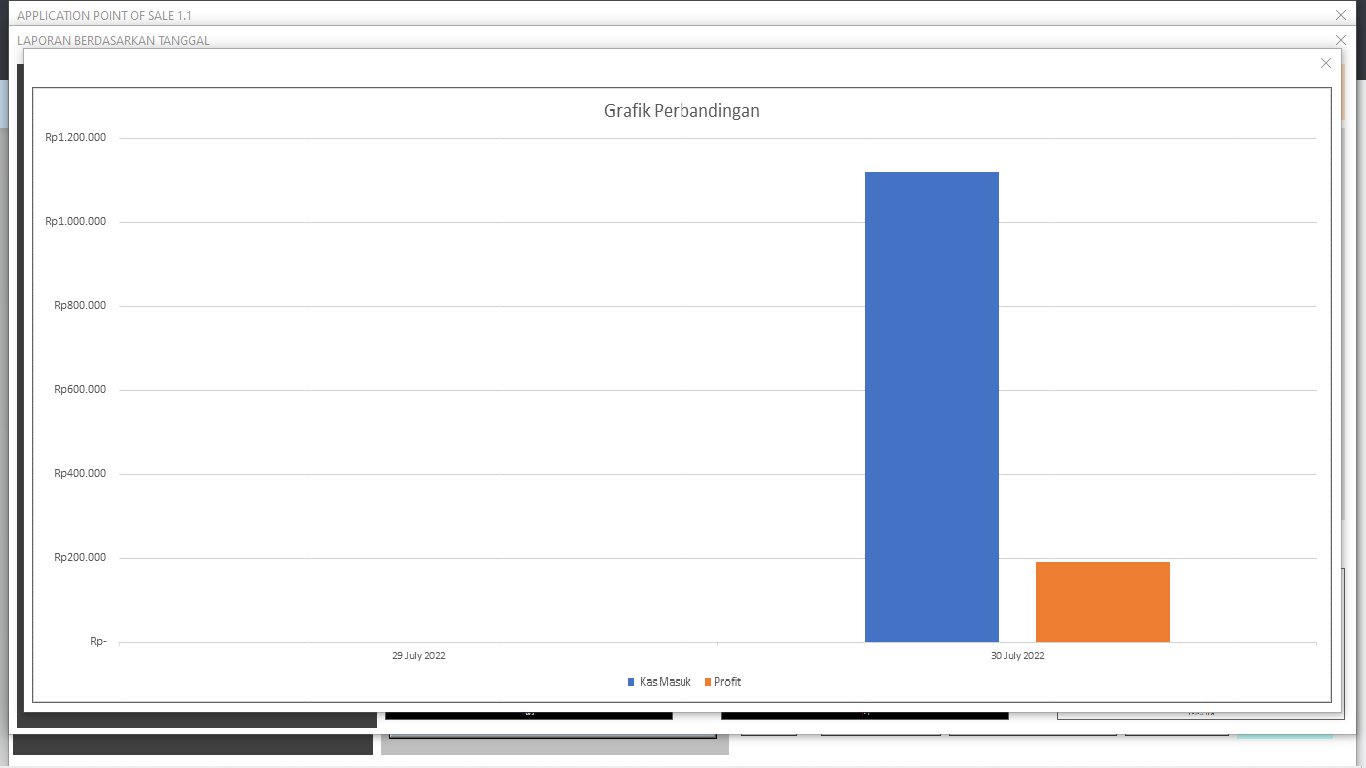 APPLICATION POINT OF SALE 1.1
LAPORAN BERDASARKAN TANGGAL
Grafik Perbandingan
Rp1.200.000
Rp1.000.000
Rp800.000
Rp600.000
Rp400.000
Rp200.000
Rp-
29 July 2022
30 July 2022
Kas Masuk
Profit